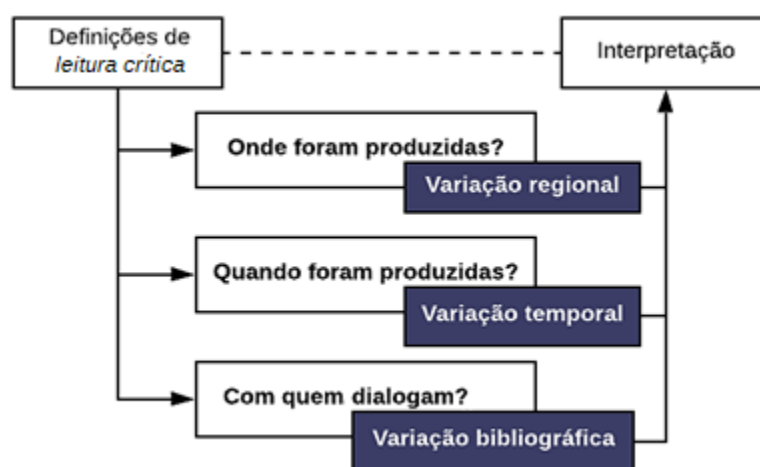 Definições de
leitura crítica
Interpretação
Onde foram produzidas?
Variação regional
Quando foram produzidas?
Variação temporal
Com quem dialogam?
Variação bibliográfica